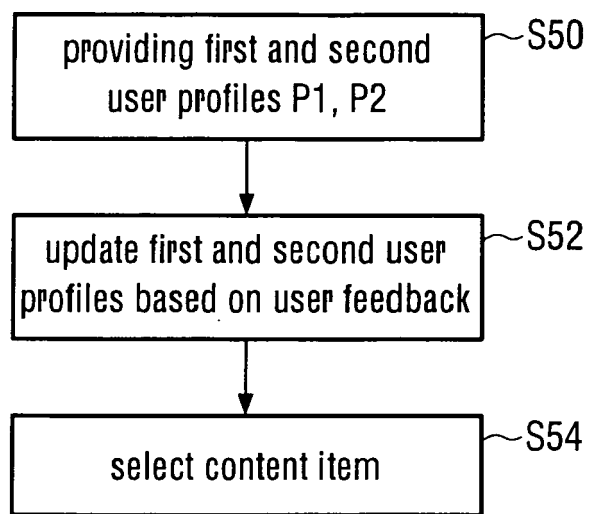 providing first and second
user profiles P1, P2
S50
update first and second user
profiles based on user feedback
S52
select content item
S54